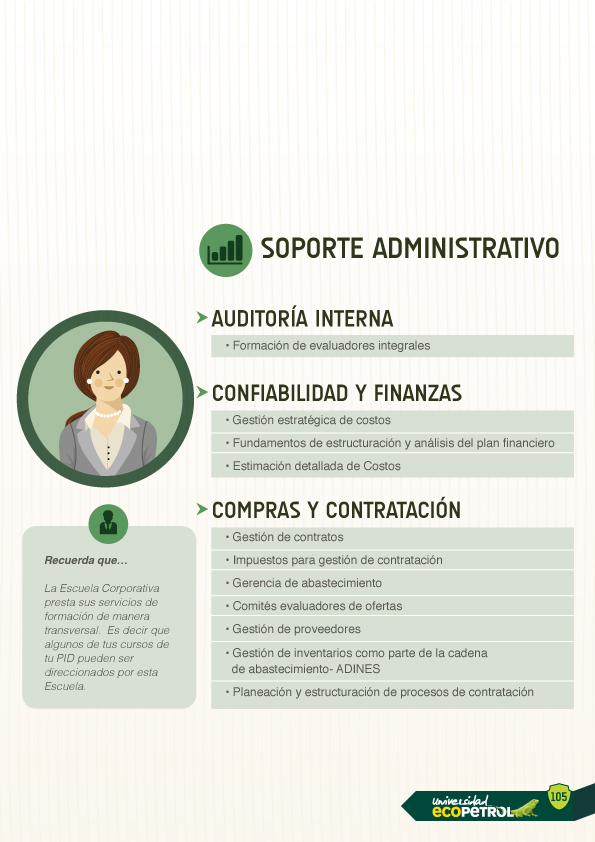 SOPORTE ADMINISTRATIVO
AUDITORÍA INTERNA
• Formación de evaluadores integrales
CONFIABILIDAD Y FINANZAS
• Gestión estratégica de costos
• Fundamentos de estructuración y análisis del plan financiero
• Estimación detallada de Costos
COMPRAS Y CONTRATACIÓN
• Gestión de contratos
• Impuestos para gestión de contratación
• Gerencia de abastecimiento
• Comités evaluadores de ofertas
• Gestión de proveedores
• Gestión de inventarios como parte de la cadena
de abastecimiento- ADINES
• Planeación y estructuración de procesos de contratación
Recuerda que...
La Escuela Corporativa
presta sus servicios de
formación de manera
transversal. Es decir que
algunos de tus cursos de
tu PID pueden ser
direccionados por esta
Escuela.
Universidad
ECOPETROL
105